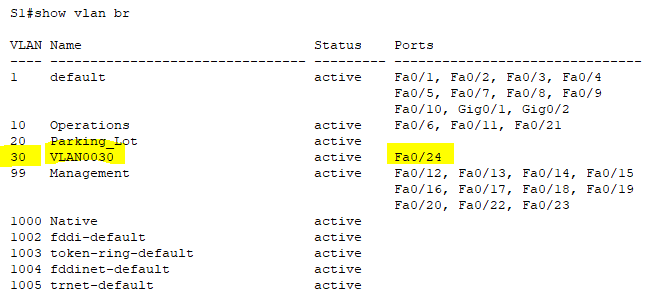 S1#show vlan br
VLAN Name Status Ports
---- -------------------------------- --------- -------------------------------
1 default active Fa0/1, Fa0/2, Fa0/3, Fa0/4
Fa0/5, Fa0/7, Fa0/8, Fa0/9
Fa0/10, Gig0/1, Gig0/2
10 Operations active Fa0/6, Fa0/11, Fa0/21
20 Parking_Lot active
30 VLAN0030 active Fa0/24
99 Management active Fa0/12, Fa0/13, Fa0/14, Fa0/15
Fa0/16, Fa0/17, Fa0/18, Fa0/19
Fa0/20, Fa0/22, Fa0/23
1000 Native active
1002 fddi-default active
1003 token-ring-default active
1004 fddinet-default active
1005 trnet-default active